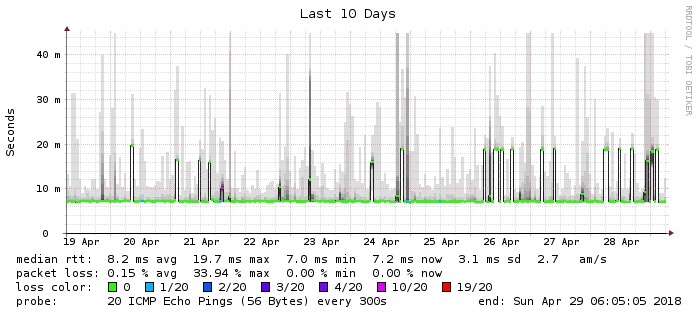 Last 10 Days
RRDTOOL / TOBI OETIKER
Seconds
40 m
30 m
20 m
10 m
0
19 Apr 20 Apr 21 Apr 22 Apr 23 Apr 24 Apr 25 Apr 26 Apr 27 Apr 28 Apr
median rtt: 8.2 ms avg 19.7 ms max 7.0 ms min 7.2 ms now 3.1 ms sd 2.7 am/s
packet loss: 0.15 % avg 33.94 % max 0.00 % min 0.00 % now
loss color: 0 1/20 2/20 3/20 4/20 10/20 19/20
probe: 20 ICMP Echo Pings (56 Bytes) every 300s end: Sun Apr 29 06:05:05 2018